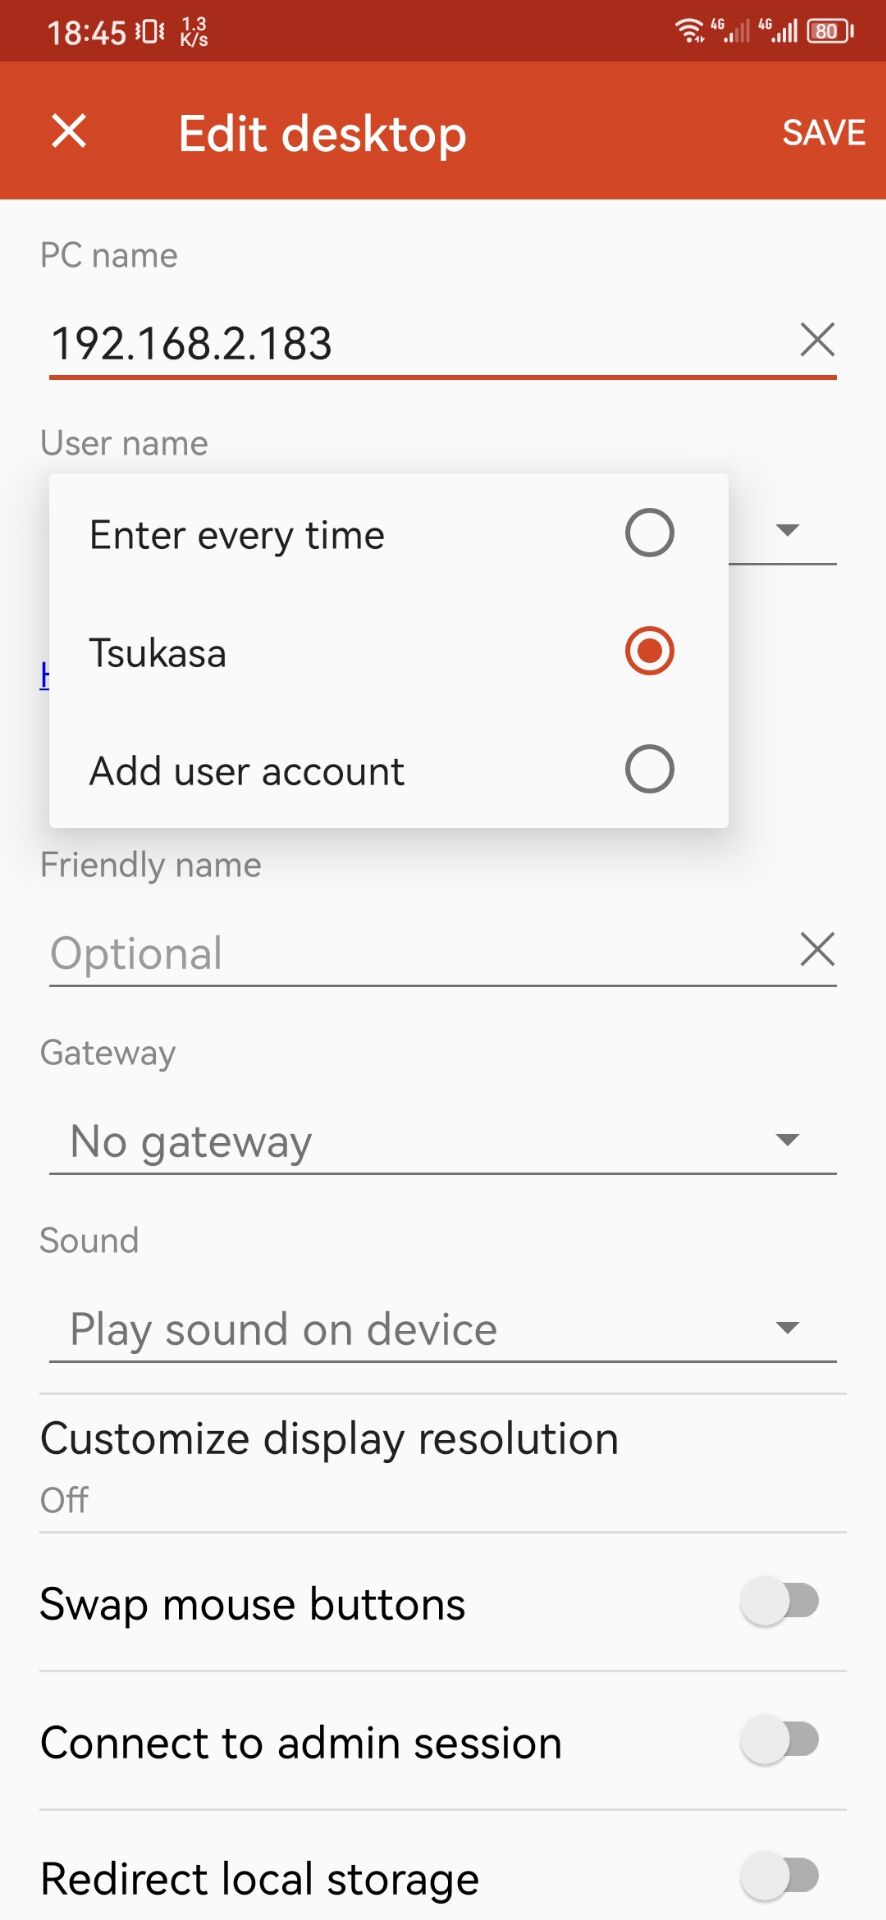 18:45 1.3 K/s 4G 4G 80
Edit desktop SAVE
PC name
192.168.2.183
User name
Enter every time
Tsukasa
H
Add user account
Friendly name
Optional
Gateway
No gateway
Sound
Play sound on device
Customize display resolution
Off
Swap mouse buttons
Connect to admin session
Redirect local storage